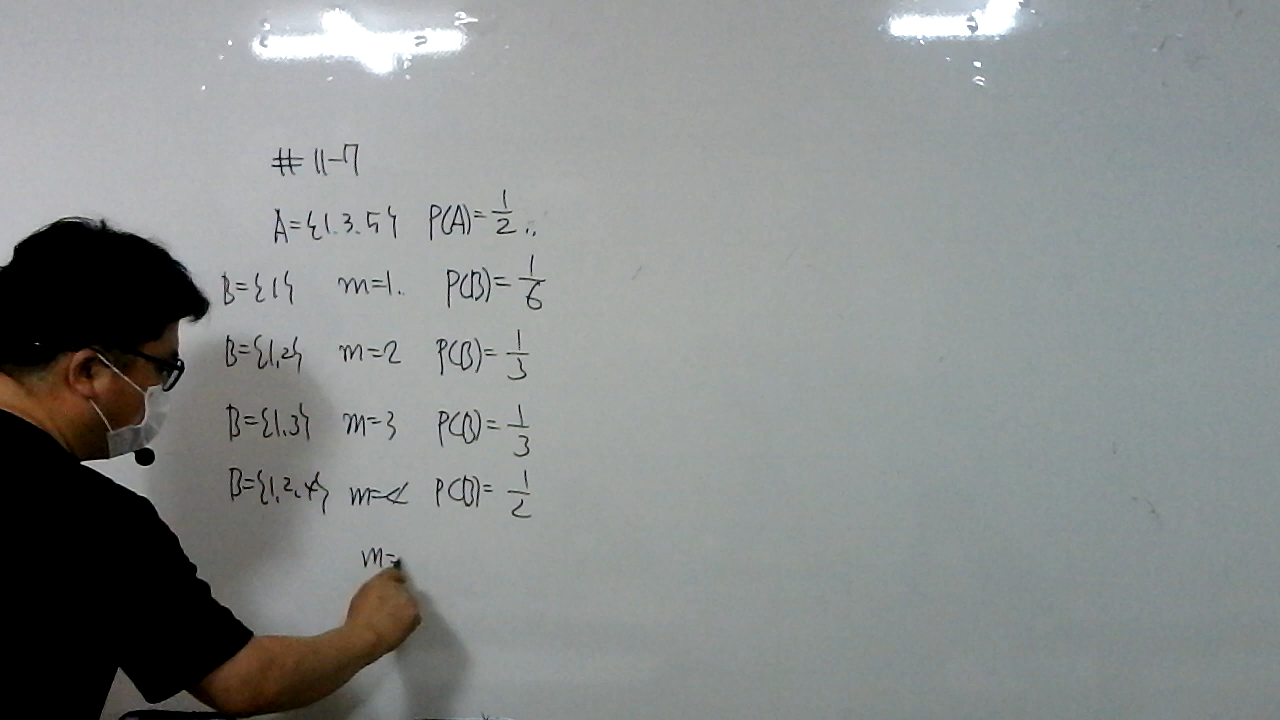 # 11-7
A={1.3.5} P(A)=1/2..
B={1} m=1. P(B)=1/6
B={1,2} m=2 P(B)=1/3
B={1.3} m=3 P(B)=1/3
B={1,2,4} m=4 P(B)=1/2
m=